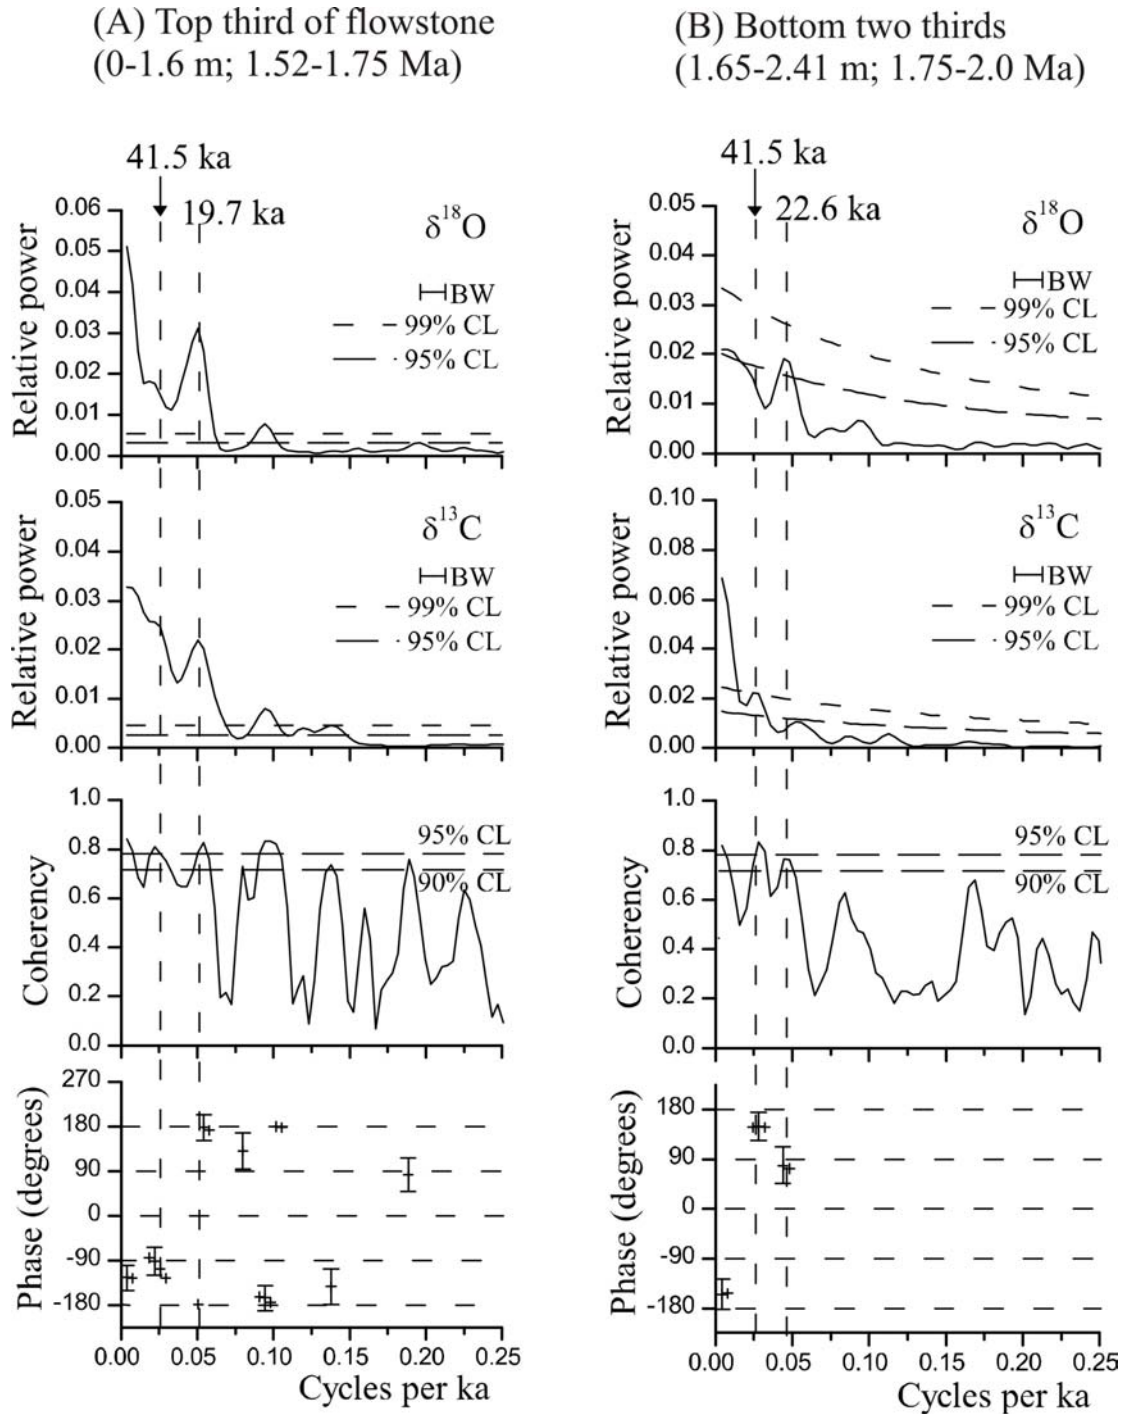 (A) Top third of flowstone
(0-1.6 m; 1.52-1.75 Ma)
(B) Bottom two thirds
(1.65-2.41 m; 1.75-2.0 Ma)
41.5 ka
19.7 ka
Relative power
0.06
0.05
0.04
0.03
0.02
0.01
0.00
δ18O
BW
99% CL
95% CL
41.5 ka
22.6 ka
Relative power
0.05
0.04
0.03
0.02
0.01
0.0
δ18O
BW
99% CL
95% CL
Relative power
0.05
0.04
0.03
0.02
0.01
0.00
δ13C
BW
99% CL
95% CL
Relative power
0.10
0.08
0.06
0.04
0.02
0.00
δ13C
BW
99% CL
95% CL
Coherency
1.0
0.8
0.6
0.4
0.2
0.0
95% CL
90% CL
Coherency
1.0
0.8
0.6
0.4
0.2
0.0
95% CL
90% CL
Phase (degrees)
270
180
90
0
-90
-180
0.00 0.05 0.10 0.15 0.20 0.25
Cycles per ka
Phase (degrees)
180
90
0
-90
-180
0.00 0.05 0.10 0.15 0.20 0.25
Cycles per ka